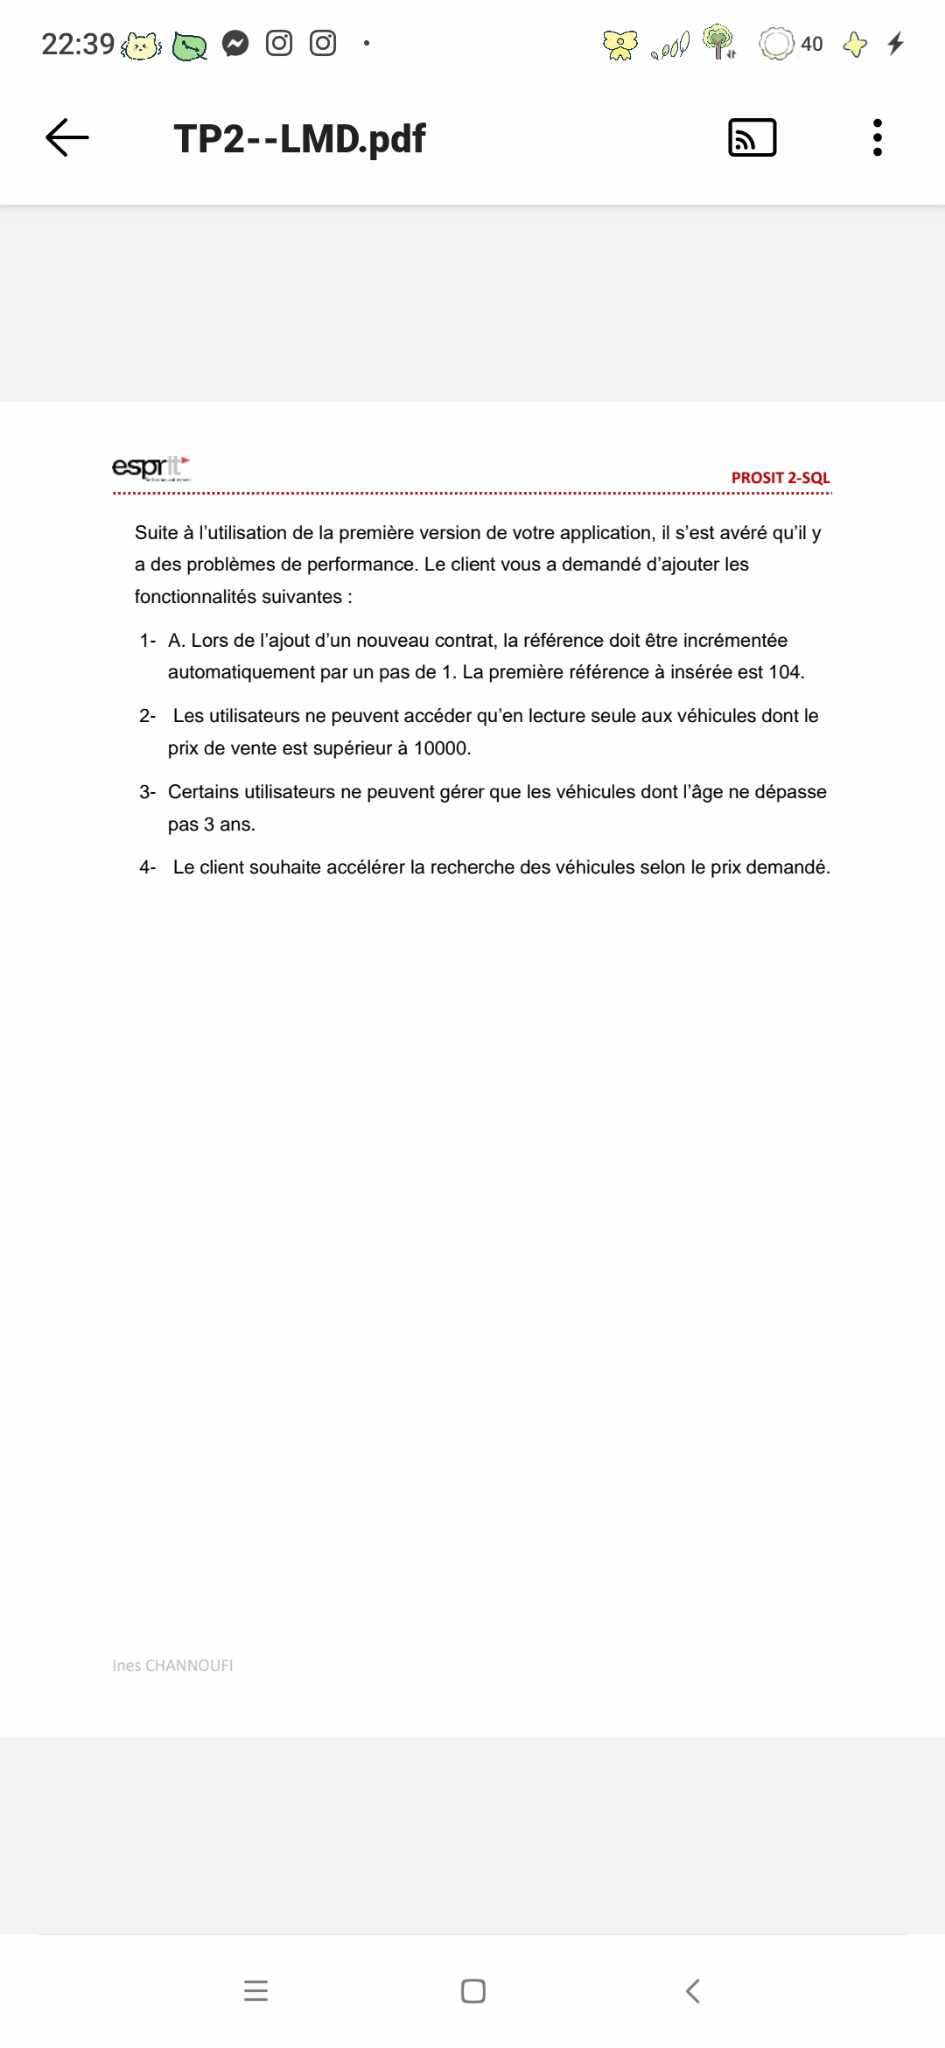 22:39
40
TP2--LMD.pdf
esprit
PROSIT 2-SQL
Suite à l'utilisation de la première version de votre application, il s'est avéré qu'il y
a des problèmes de performance. Le client vous a demandé d'ajouter les
fonctionnalités suivantes :
1- A. Lors de l'ajout d'un nouveau contrat, la référence doit être incrémentée
automatiquement par un pas de 1. La première référence à insérée est 104.
2- Les utilisateurs ne peuvent accéder qu'en lecture seule aux véhicules dont le
prix de vente est supérieur à 10000.
3- Certains utilisateurs ne peuvent gérer que les véhicules dont l'âge ne dépasse
pas 3 ans.
4- Le client souhaite accélérer la recherche des véhicules selon le prix demandé.
Ines CHANNOUFI